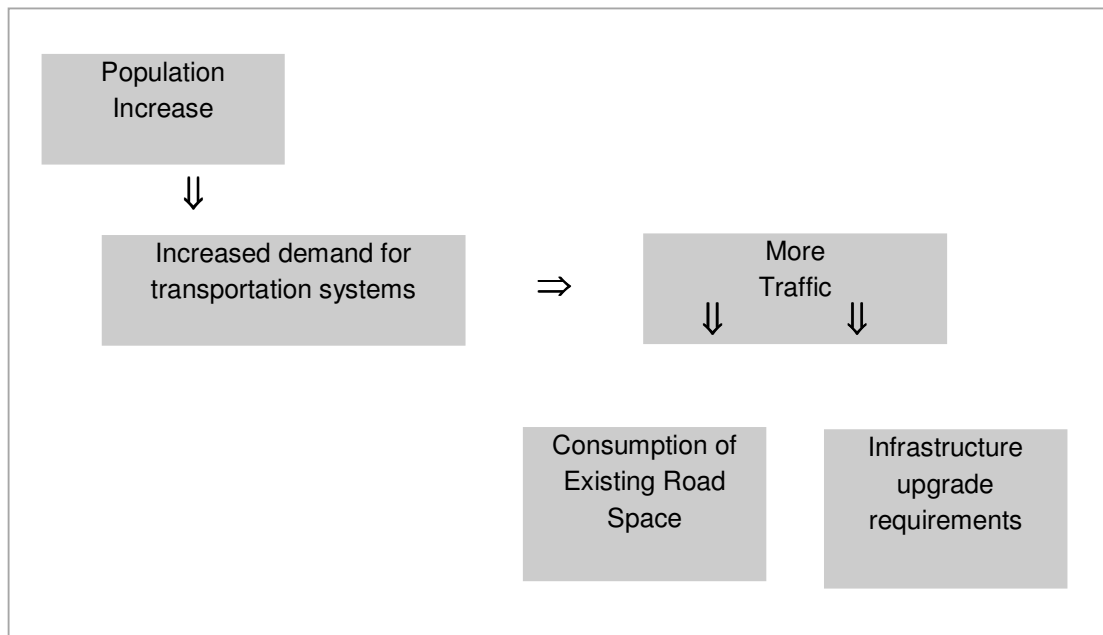 Population
Increase
⇓
Increased demand for
transportation systems
⇒
More
Traffic
⇓ ⇓
Consumption of
Existing Road
Space
Infrastructure
upgrade
requirements